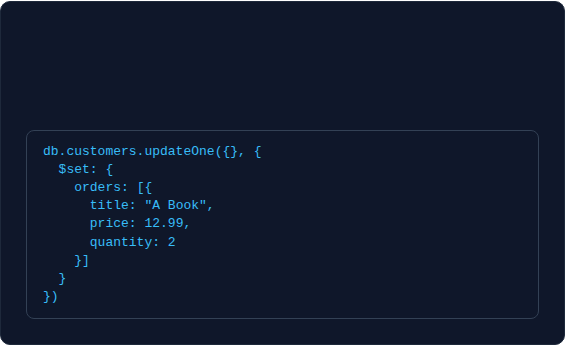 db.customers.updateOne({}, {
  $set: {
    orders: [{
      title: "A Book",
      price: 12.99,
      quantity: 2
    }]
  }
})